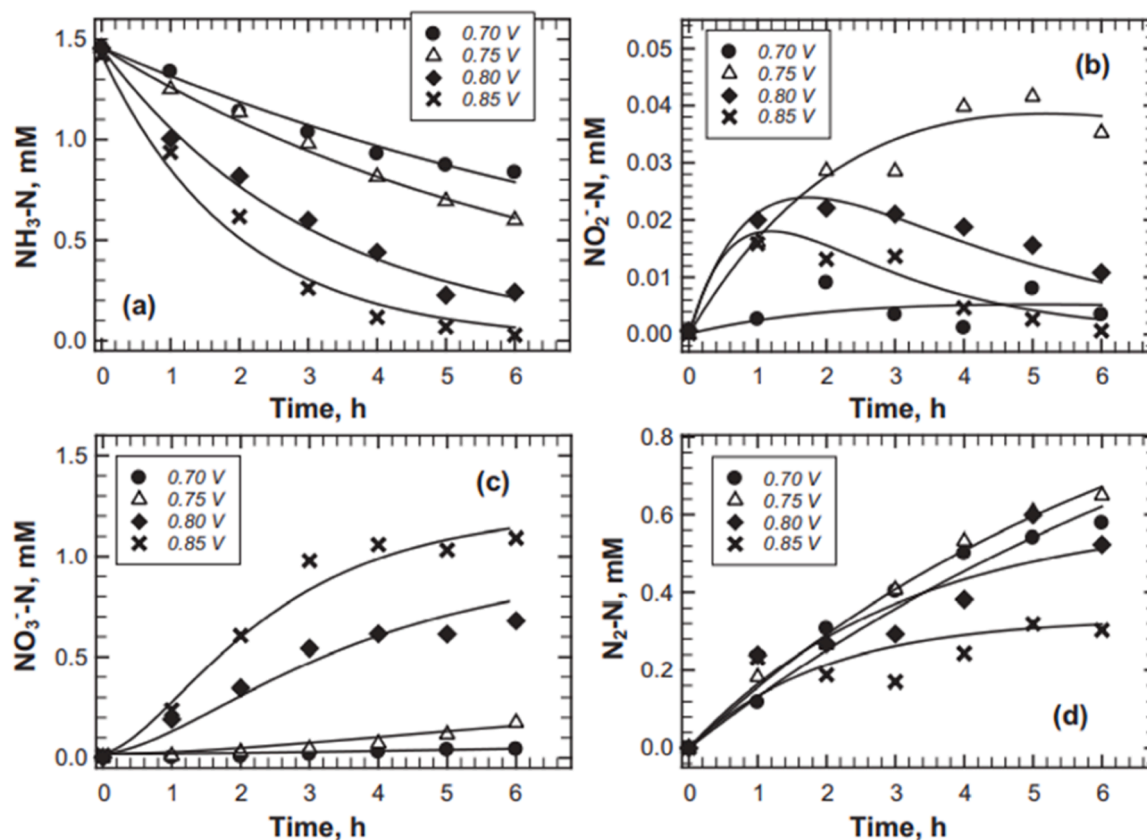 1.5
1.0
0.5
0.0
NH₃-N, mM
(a)
0.70 V
0.75 V
0.80 V
0.85 V
0 1 2 3 4 5 6
Time, h
0.05
0.04
0.03
0.02
0.01
0.00
NO₂⁻-N, mM
(b)
0.70 V
0.75 V
0.80 V
0.85 V
0 1 2 3 4 5 6
Time, h
1.5
1.0
0.5
0.0
NO₃⁻-N, mM
(c)
0.70 V
0.75 V
0.80 V
0.85 V
0 1 2 3 4 5 6
Time, h
0.8
0.6
0.4
0.2
0.0
N₂-N, mM
(d)
0.70 V
0.75 V
0.80 V
0.85 V
0 1 2 3 4 5 6
Time, h